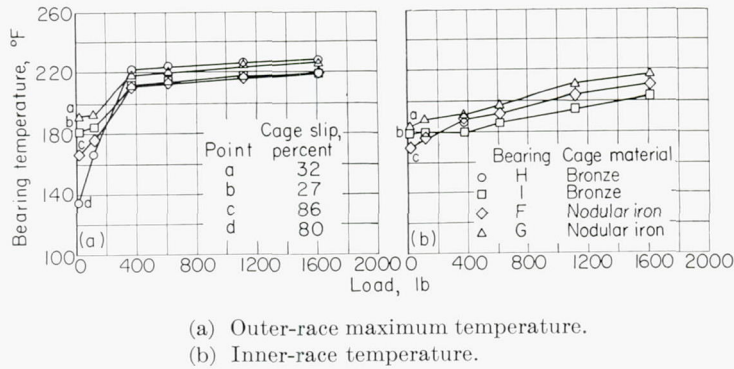 260
220
180
140
100
Bearing temperature, °F
a
b
c
d
(a)
Point Cage slip, percent
a 32
b 27
c 86
d 80
0 400 800 1200 1600 2000
a
b
c
(b)
Bearing Cage material
H Bronze
I Bronze
F Nodular iron
G Nodular iron
0 400 800 1200 1600 2000
Load, lb
(a) Outer-race maximum temperature.
(b) Inner-race temperature.